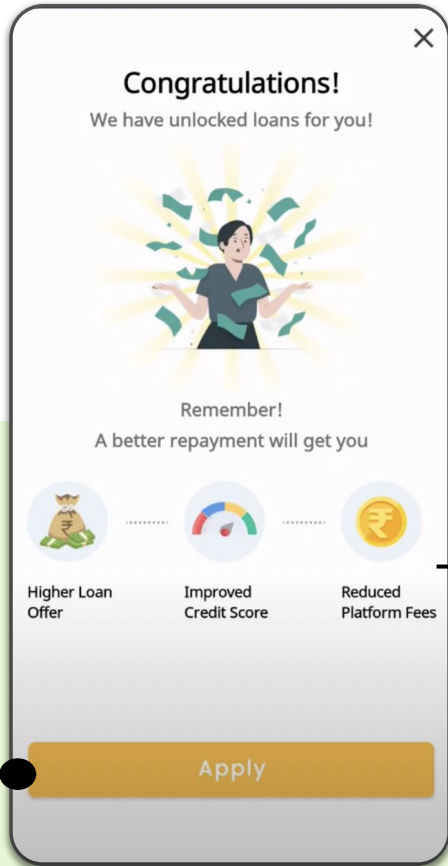 Congratulations!
We have unlocked loans for you!
Remember!
A better repayment will get you
₹
₹
Higher Loan
Offer
Improved
Credit Score
Reduced
Platform Fees
Apply